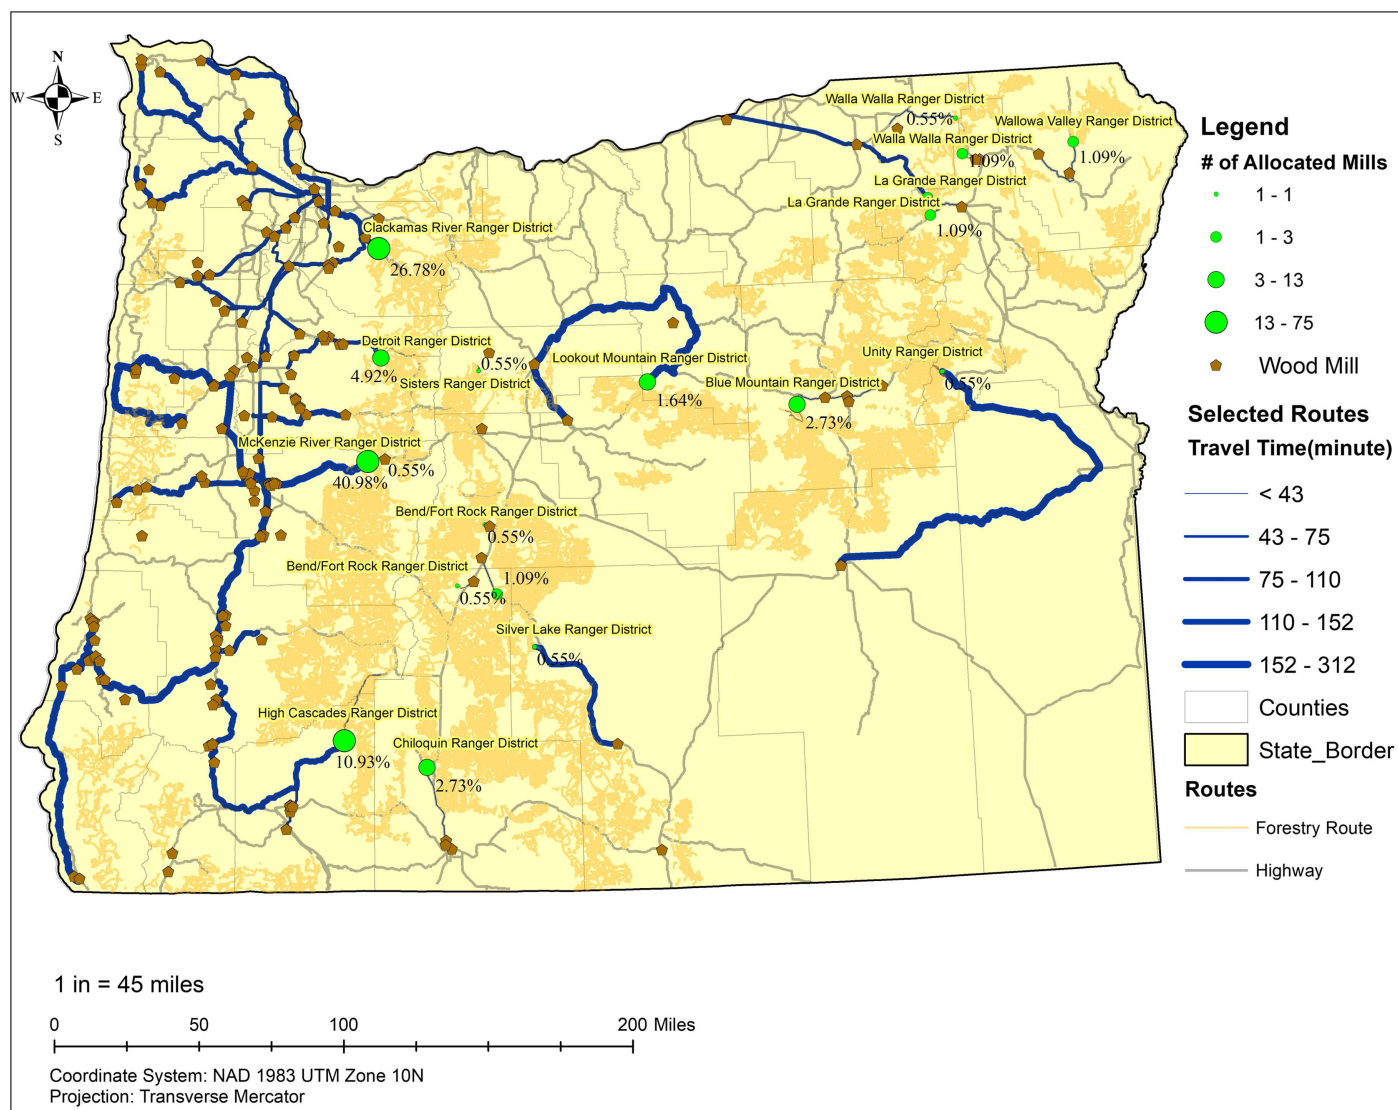 N
W
E
S
Walla Walla Ranger District
0.55%
Wallowa Valley Ranger District
Walla Walla Ranger District
1.09%
1.09%
La Grande Ranger District
La Grande Ranger District
1.09%
Clackamas River Ranger District
26.78%
Detroit Ranger District
4.92%
0.55%
Sisters Ranger District
Lookout Mountain Ranger District
1.64%
Unity Ranger District
0.55%
Blue Mountain Ranger District
2.73%
McKenzie River Ranger District
0.55%
40.98%
Bend/Fort Rock Ranger District
0.55%
Bend/Fort Rock Ranger District
1.09%
0.55%
Silver Lake Ranger District
0.55%
High Cascades Ranger District
10.93%
Chiloquin Ranger District
2.73%
Legend
# of Allocated Mills
1 - 1
1 - 3
3 - 13
13 - 75
Wood Mill
Selected Routes
Travel Time(minute)
< 43
43 - 75
75 - 110
110 - 152
152 - 312
Counties
State_Border
Routes
Forestry Route
Highway
1 in = 45 miles
0 50 100 200 Miles
Coordinate System: NAD 1983 UTM Zone 10N
Projection: Transverse Mercator